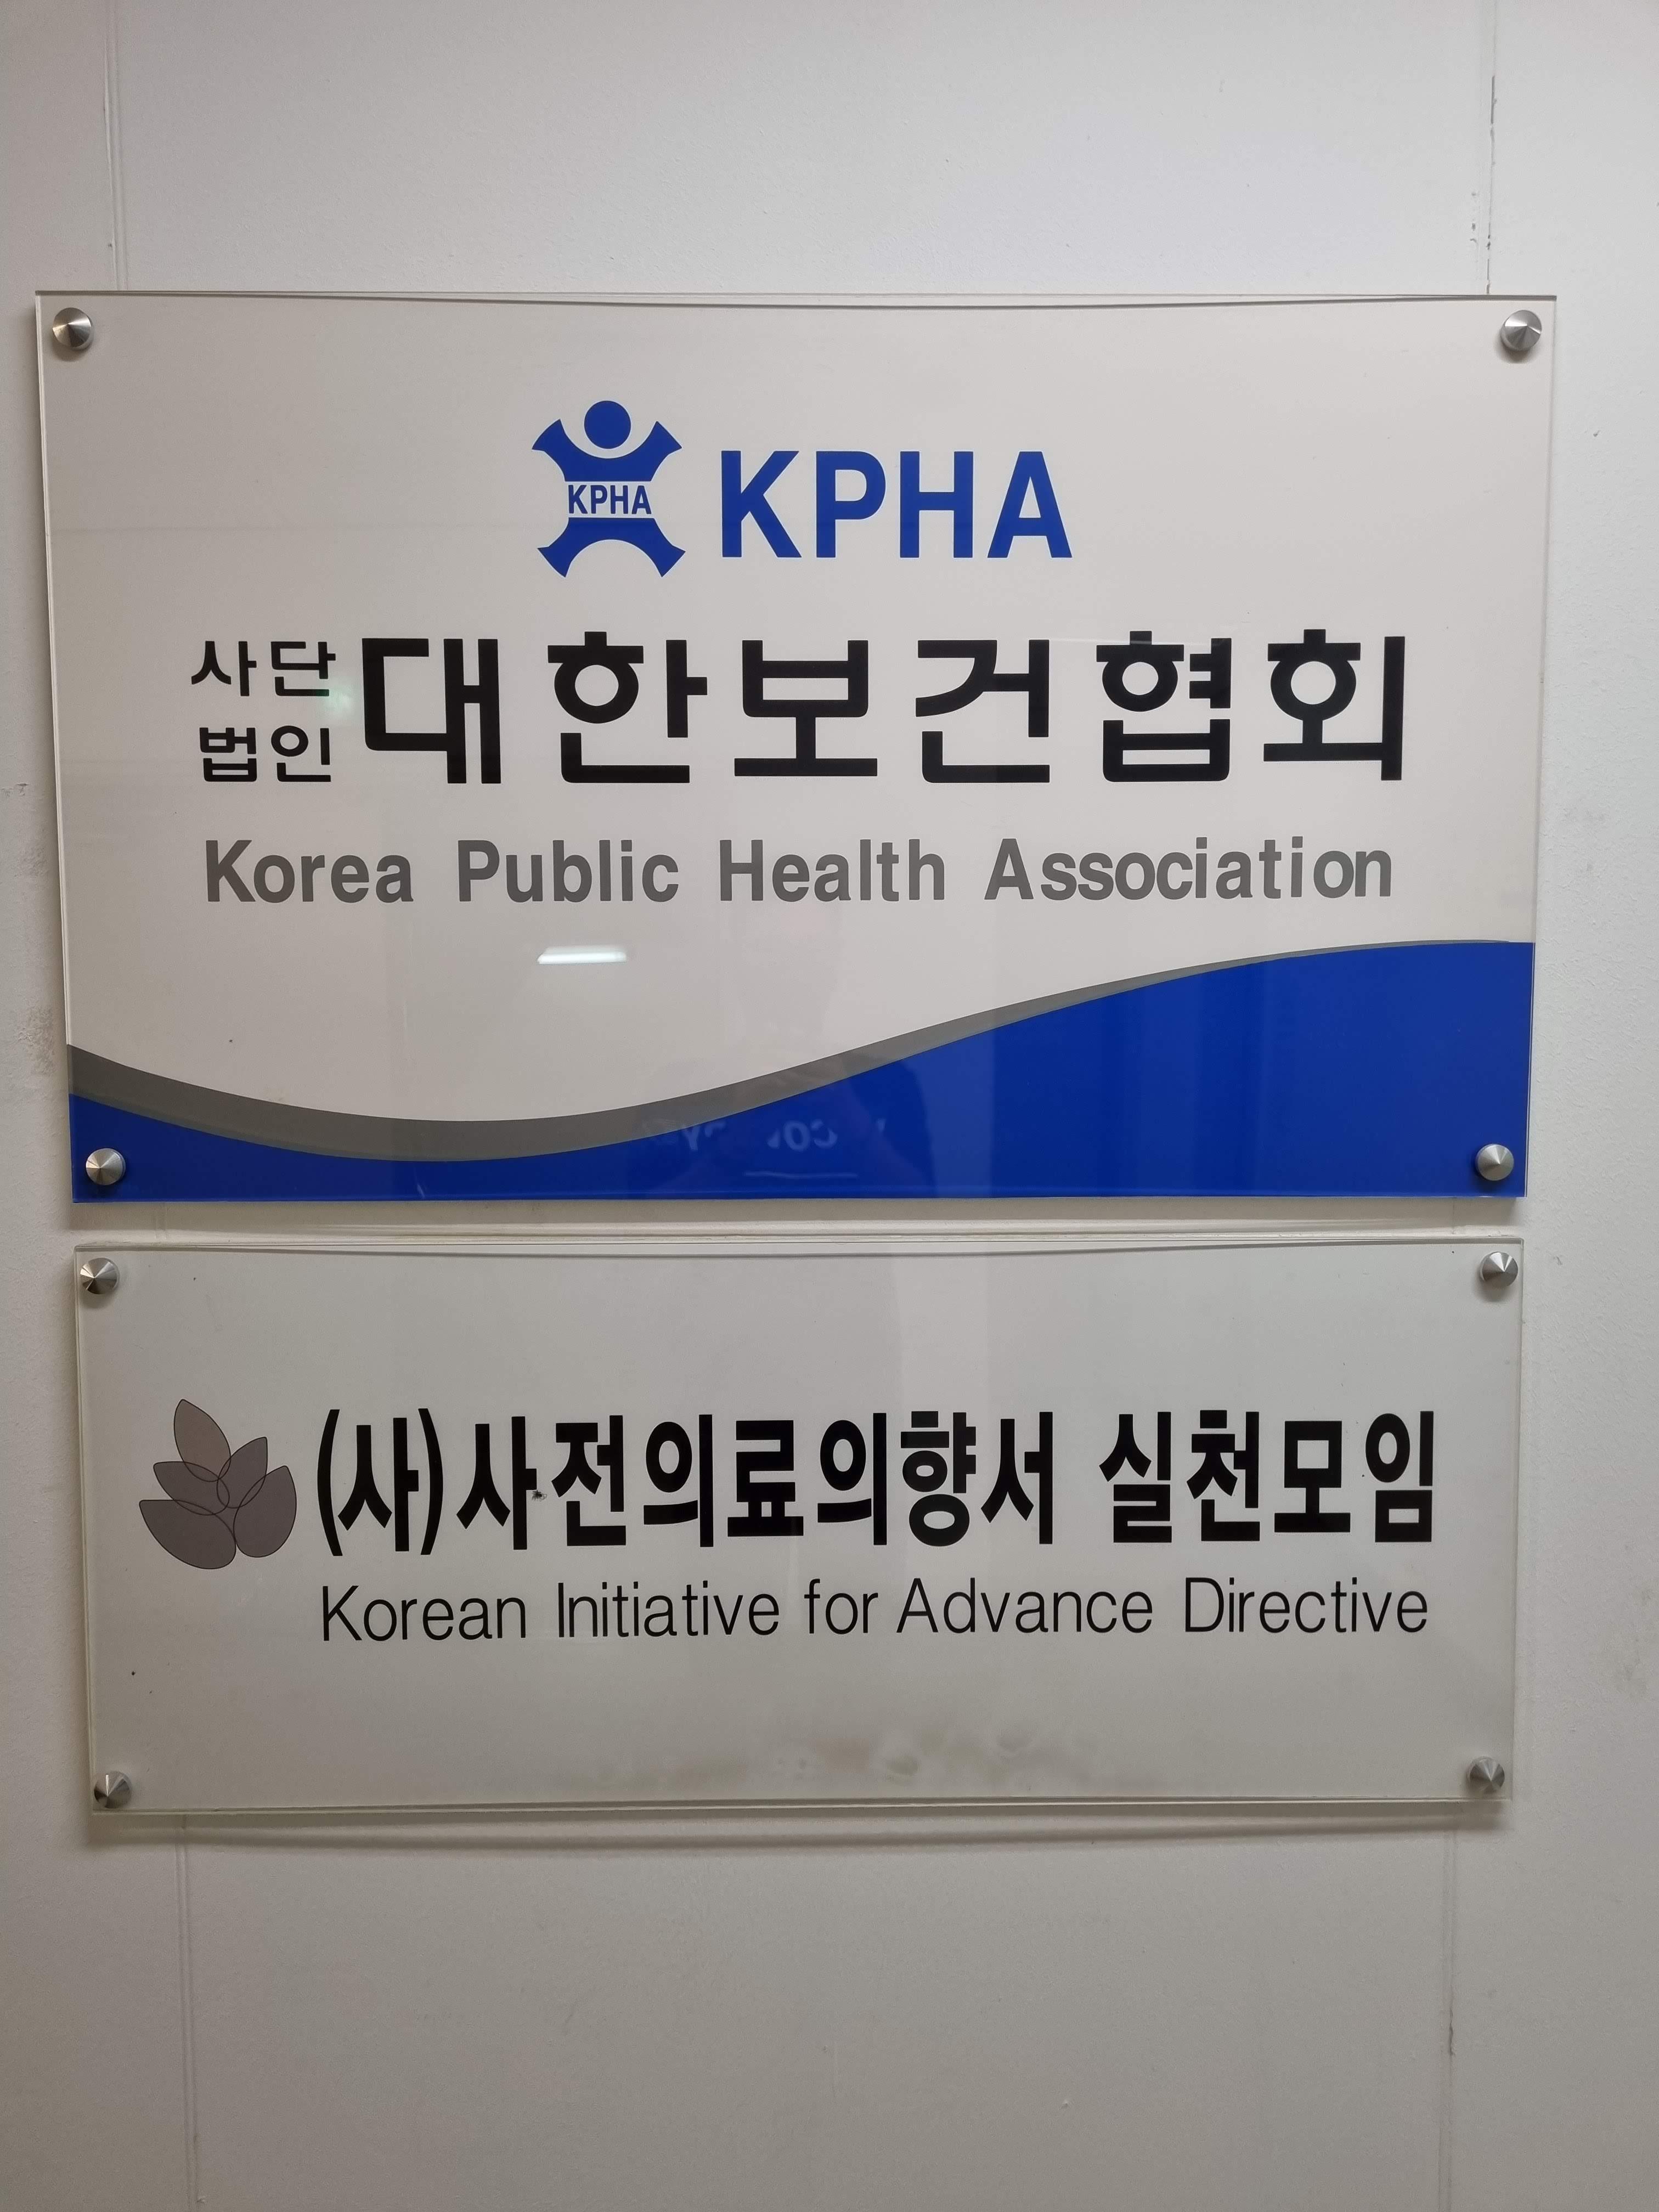 KPHA KPHA
사단
법인 대한보건협회
Korea Public Health Association
(사)사전의료의향서 실천모임
Korean Initiative for Advance Directive